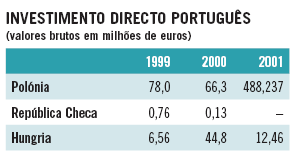 INVESTIMENTO DIRECTO PORTUGUÊS
(valores brutos em milhões de euros)
1999 2000 2001
Polónia 78,0 66,3 488,237
República Checa 0,76 0,13 –
Hungria 6,56 44,8 12,46